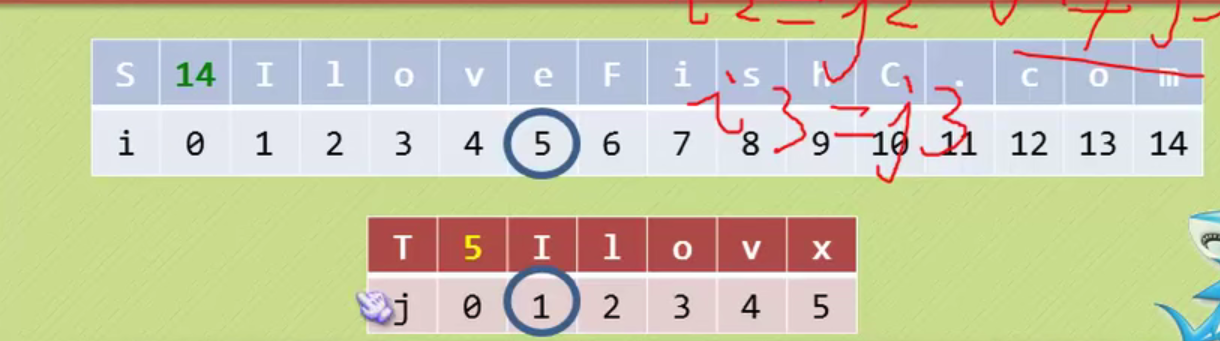 i2=j2
i3=j3
S 14 I l o v e F i s h C . c o m
i 0 1 2 3 4 5 6 7 8 9 10 11 12 13 14
T 5 I l o v x
j 0 1 2 3 4 5